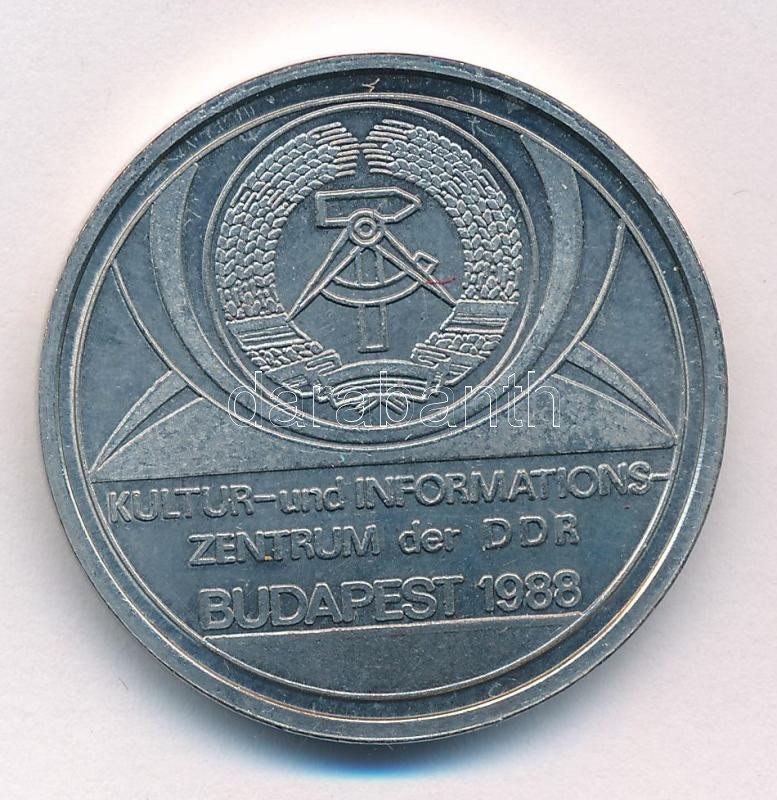 darabanth
KULTUR-und INFORMATIONS-
ZENTRUM der DDR
BUDAPEST 1988